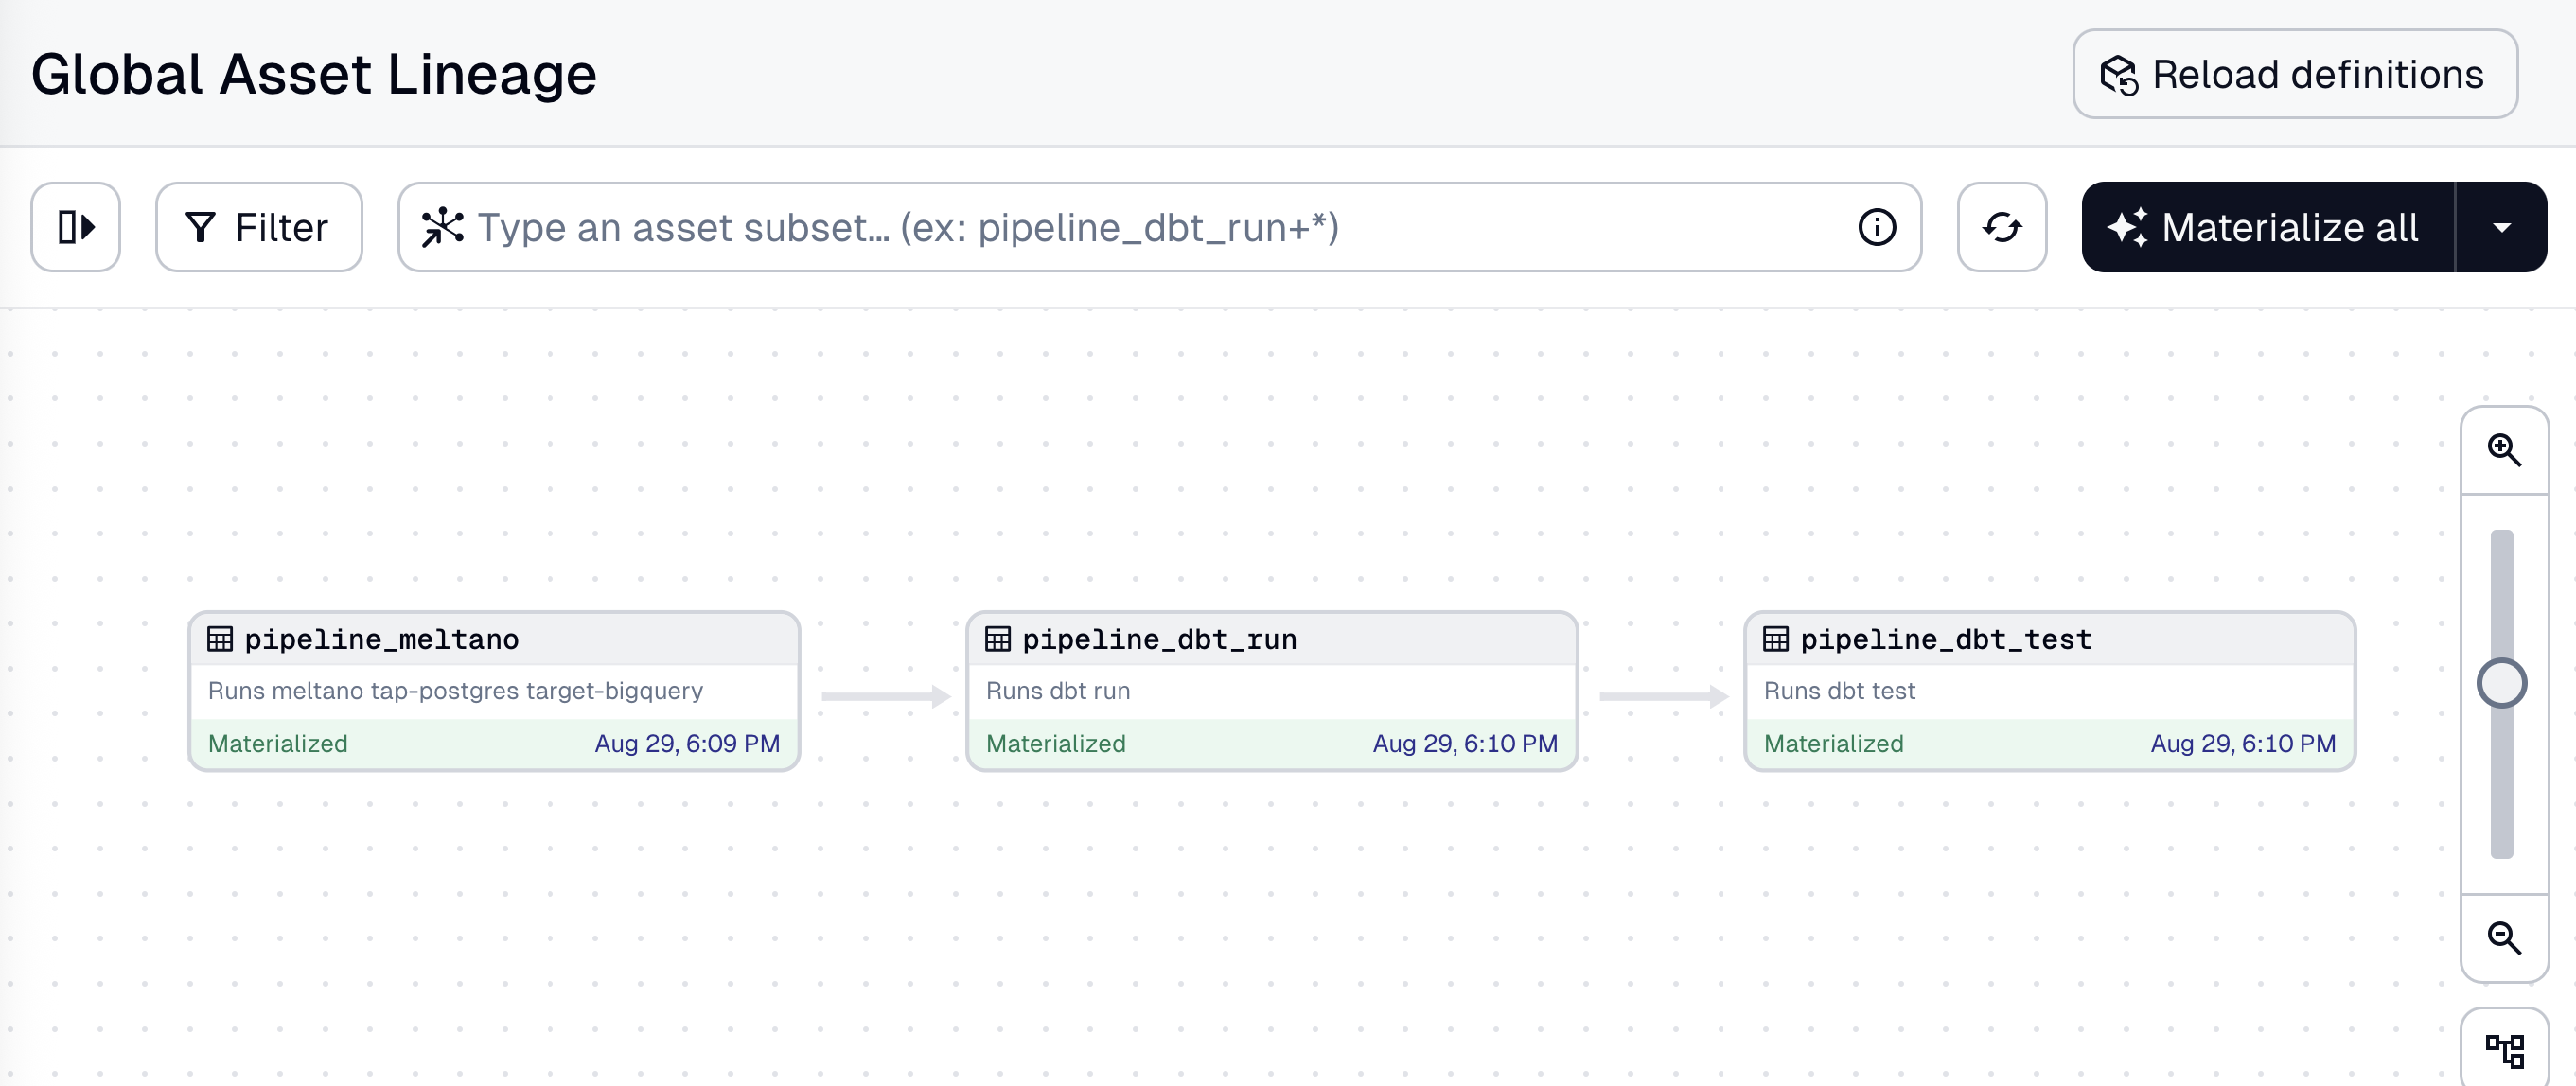 Global Asset Lineage
Reload definitions
Filter
Type an asset subset... (ex: pipeline_dbt_run+*)
Materialize all
pipeline_meltano
Runs meltano tap-postgres target-bigquery
Materialized Aug 29, 6:09 PM
pipeline_dbt_run
Runs dbt run
Materialized Aug 29, 6:10 PM
pipeline_dbt_test
Runs dbt test
Materialized Aug 29, 6:10 PM